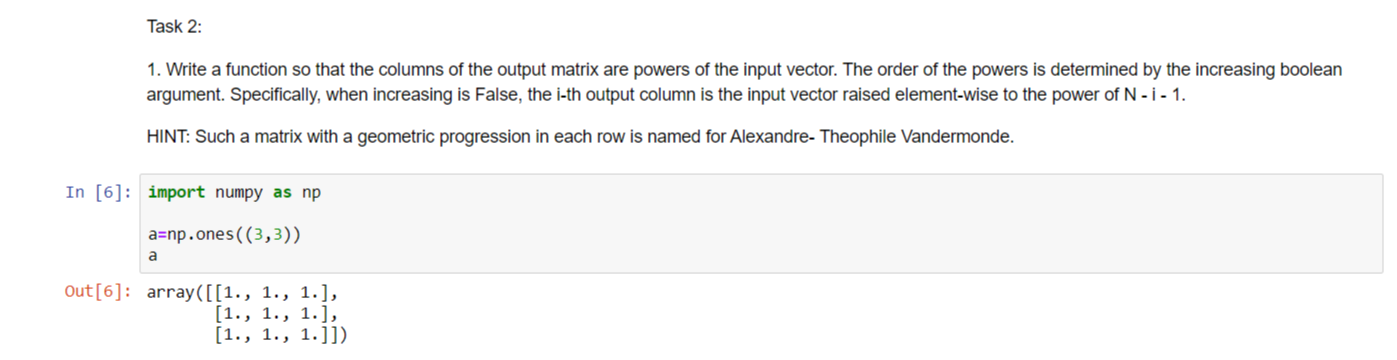 Task 2:
1. Write a function so that the columns of the output matrix are powers of the input vector. The order of the powers is determined by the increasing boolean
argument. Specifically, when increasing is False, the i-th output column is the input vector raised element-wise to the power of N - i - 1.
HINT: Such a matrix with a geometric progression in each row is named for Alexandre- Theophile Vandermonde.
In [6]: import numpy as np
a=np.ones((3,3))
a
Out[6]: array([[1., 1., 1.],
[1., 1., 1.],
[1., 1., 1.]])